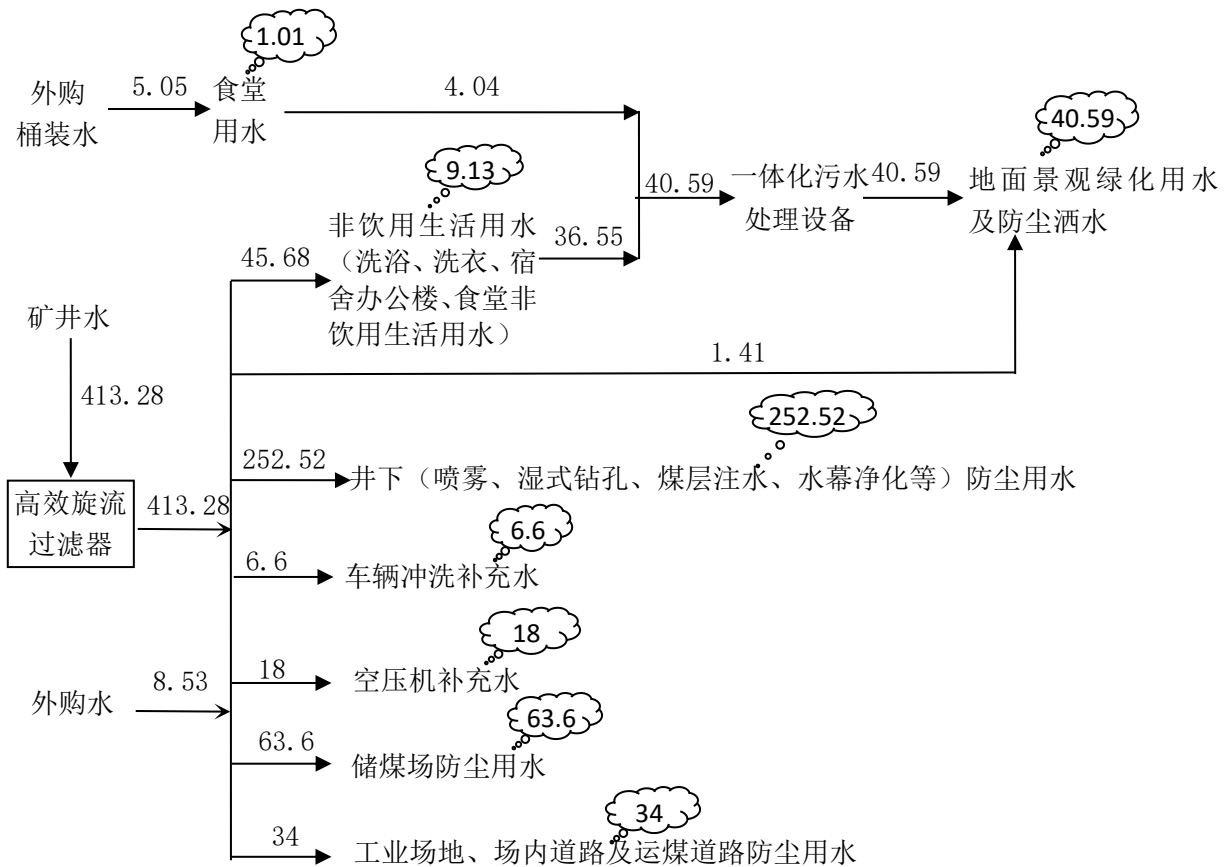 1.01
外购
桶装水
5.05
食堂
用水
4.04
40.59
9.13
非饮用生活用水
（洗浴、洗衣、宿
舍办公楼、食堂非
饮用生活用水）
45.68
36.55
40.59
一体化污水
处理设备
40.59
地面景观绿化用水
及防尘洒水
矿井水
413.28
1.41
252.52
252.52
井下（喷雾、湿式钻孔、煤层注水、水幕净化等）防尘用水
高效旋流
过滤器
413.28
6.6
6.6
车辆冲洗补充水
18
18
空压机补充水
外购水
8.53
63.6
63.6
储煤场防尘用水
34
34
工业场地、场内道路及运煤道路防尘用水